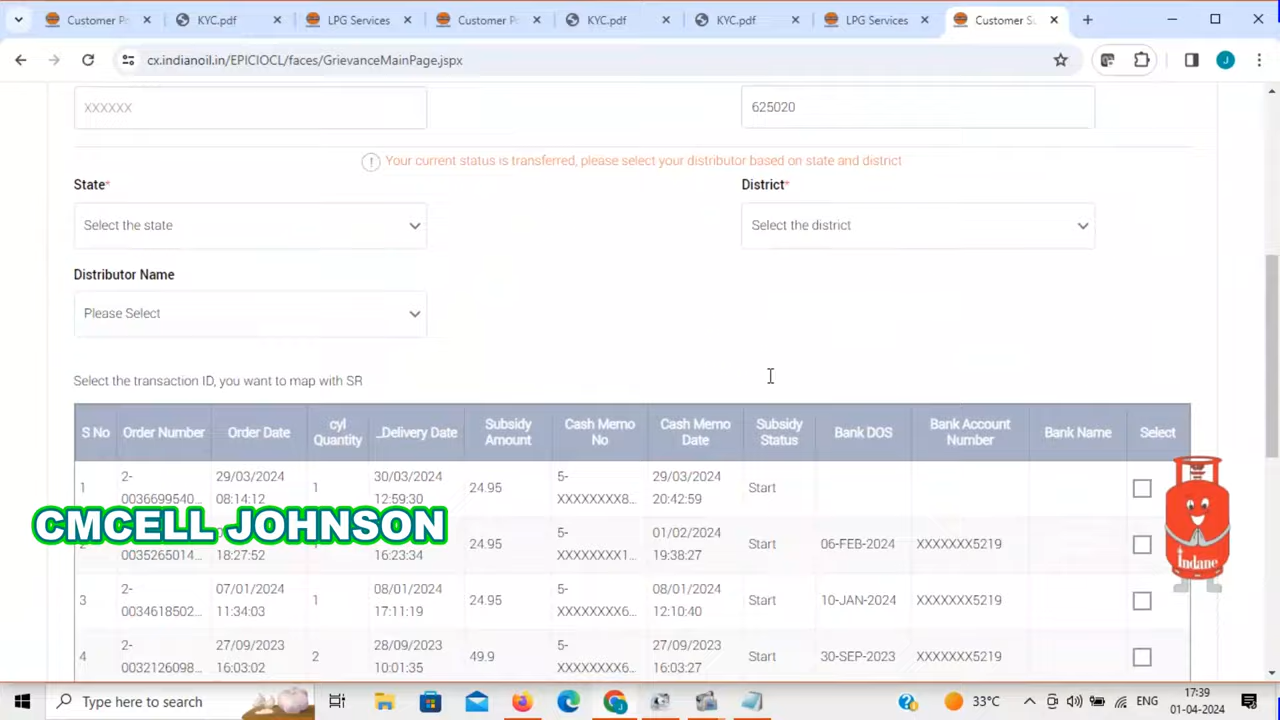 Customer Po
KYC.pdf
LPG Services
Customer Po
KYC.pdf
KYC.pdf
LPG Services
Customer Su
cx.indianoil.in/EPICIOCL/faces/GrievanceMainPage.jspx
J
XXXXXX
625020
Your current status is transferred, please select your distributor based on state and district
State*
District*
Select the state
Select the district
Distributor Name
Please Select
Select the transaction ID, you want to map with SR
S No Order Number Order Date cyl Quantity _Delivery Date Subsidy Amount Cash Memo No Cash Memo Date Subsidy Status Bank DOS Bank Account Number Bank Name Select
1 2-0036699540... 29/03/2024 08:14:12 1 30/03/2024 12:59:30 24.95 5-XXXXXXXX8... 29/03/2024 20:42:59 Start
0035265014... 18:27:52 16:23:34 24.95 5-XXXXXXXX1... 01/02/2024 19:38:27 Start 06-FEB-2024 XXXXXXX5219
3 2-0034618502... 07/01/2024 11:34:03 1 08/01/2024 17:11:19 24.95 5-XXXXXXXX6... 08/01/2024 12:10:40 Start 10-JAN-2024 XXXXXXX5219
4 2-0032126098... 27/09/2023 16:03:02 2 28/09/2023 10:01:35 49.9 5-XXXXXXXX6... 27/09/2023 16:03:27 Start 30-SEP-2023 XXXXXXX5219
CMCELL JOHNSON
Indane
Type here to search
33°C
ENG
17:39
01-04-2024